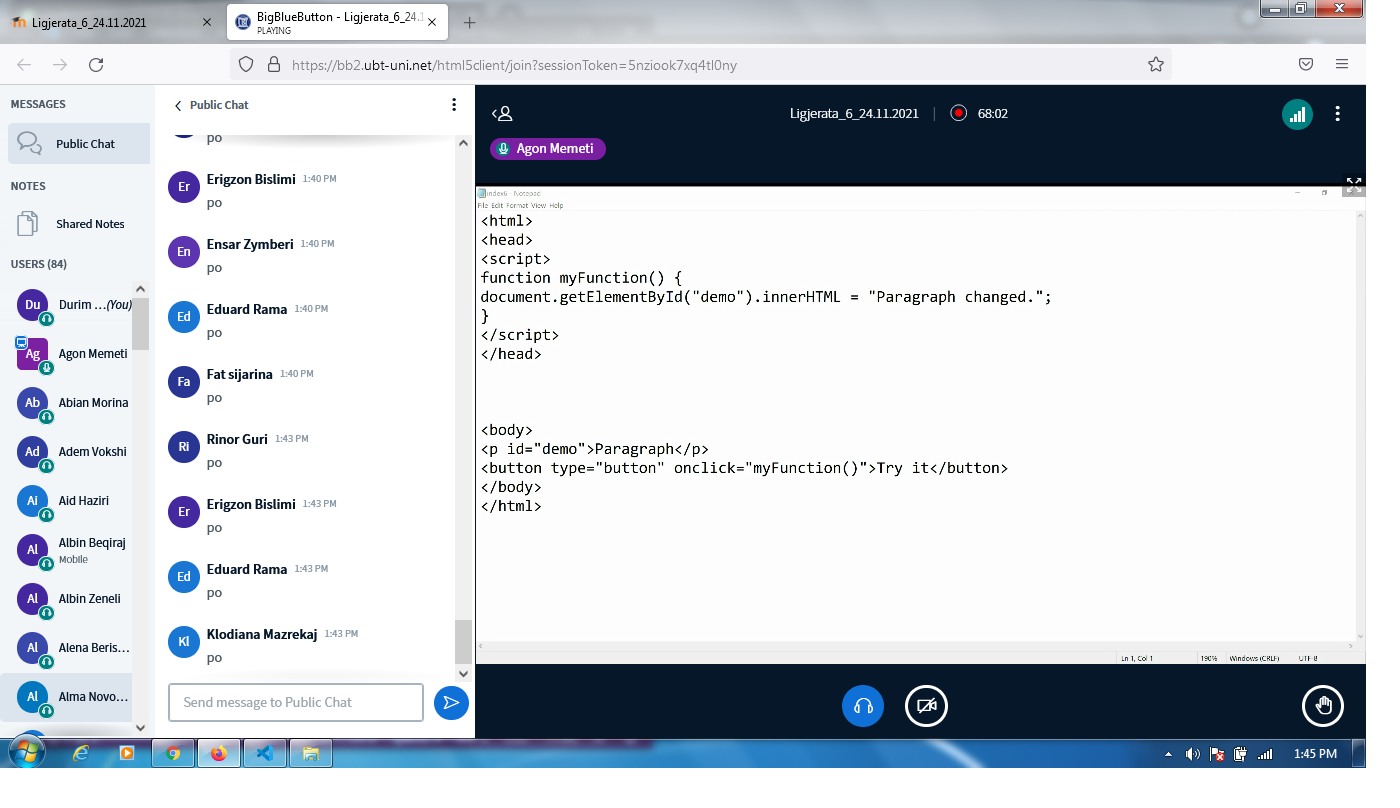 Ligjerata_6_24.11.2021
BigBlueButton - Ligjerata_6_24.1
PLAYING
https://bb2.ubt-uni.net/html5client/join?sessionToken=5nziook7xq4tl0ny
MESSAGES
Public Chat
NOTES
Shared Notes
USERS (84)
Du
Durim ...(You)
Ag
Agon Memeti
Ab
Abian Morina
Ad
Adem Vokshi
Ai
Aid Haziri
Al
Albin Beqiraj
Mobile
Al
Albin Zeneli
Al
Alena Beris...
Al
Alma Novo...
Public Chat
po
Er
Erigzon Bislimi 1:40 PM
po
En
Ensar Zymberi 1:40 PM
po
Ed
Eduard Rama 1:40 PM
po
Fa
Fat sijarina 1:40 PM
po
Ri
Rinor Guri 1:43 PM
po
Er
Erigzon Bislimi 1:43 PM
po
Ed
Eduard Rama 1:43 PM
po
Kl
Klodiana Mazrekaj 1:43 PM
po
Send message to Public Chat
Ligjerata_6_24.11.2021 | 68:02
Agon Memeti
index6 - Notepad
File Edit Format View Help
<html>
<head>
<script>
function myFunction() {
document.getElementById("demo").innerHTML = "Paragraph changed.";
}
</script>
</head>
<body>
<p id="demo">Paragraph</p>
<button type="button" onclick="myFunction()">Try it</button>
</body>
</html>
Ln 1, Col 1 190% Windows (CRLF) UTF-8
1:45 PM